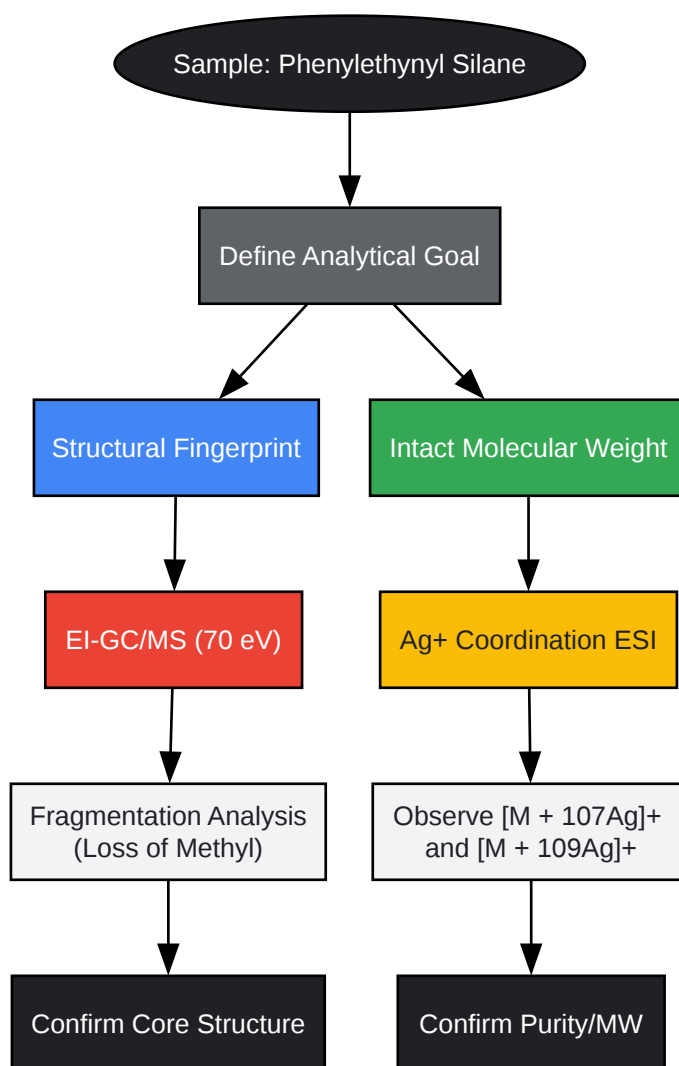 Sample: Phenylethynyl Silane
Define Analytical Goal
Structural Fingerprint
Intact Molecular Weight
EI-GC/MS (70 eV)
Ag+ Coordination ESI
Fragmentation Analysis
(Loss of Methyl)
Observe [M + 107Ag]+
and [M + 109Ag]+
Confirm Core Structure
Confirm Purity/MW